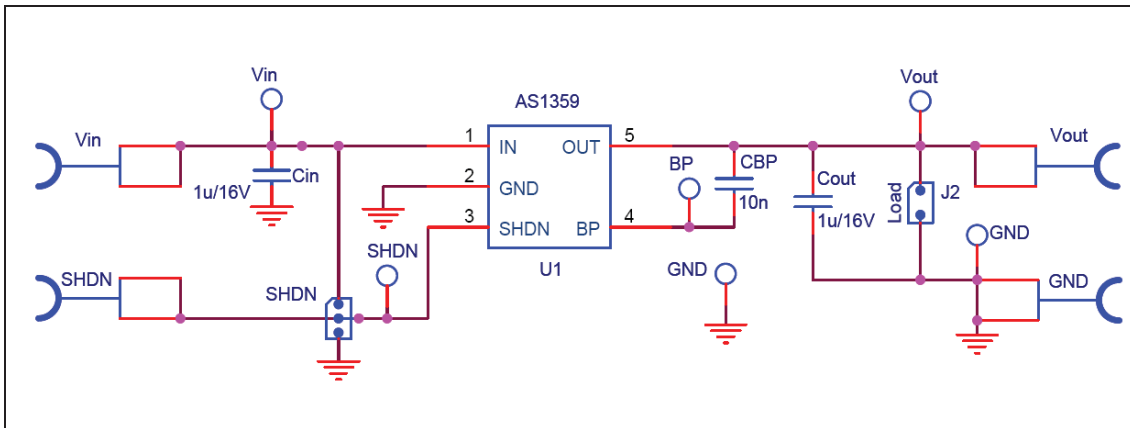 Vin
AS1359
Vout
Vin
1
IN
OUT
5
Vout
Cin
1u/16V
2
GND
BP
CBP
10n
Cout
1u/16V
Load
J2
3
SHDN
BP
4
SHDN
U1
GND
GND
SHDN
SHDN
GND